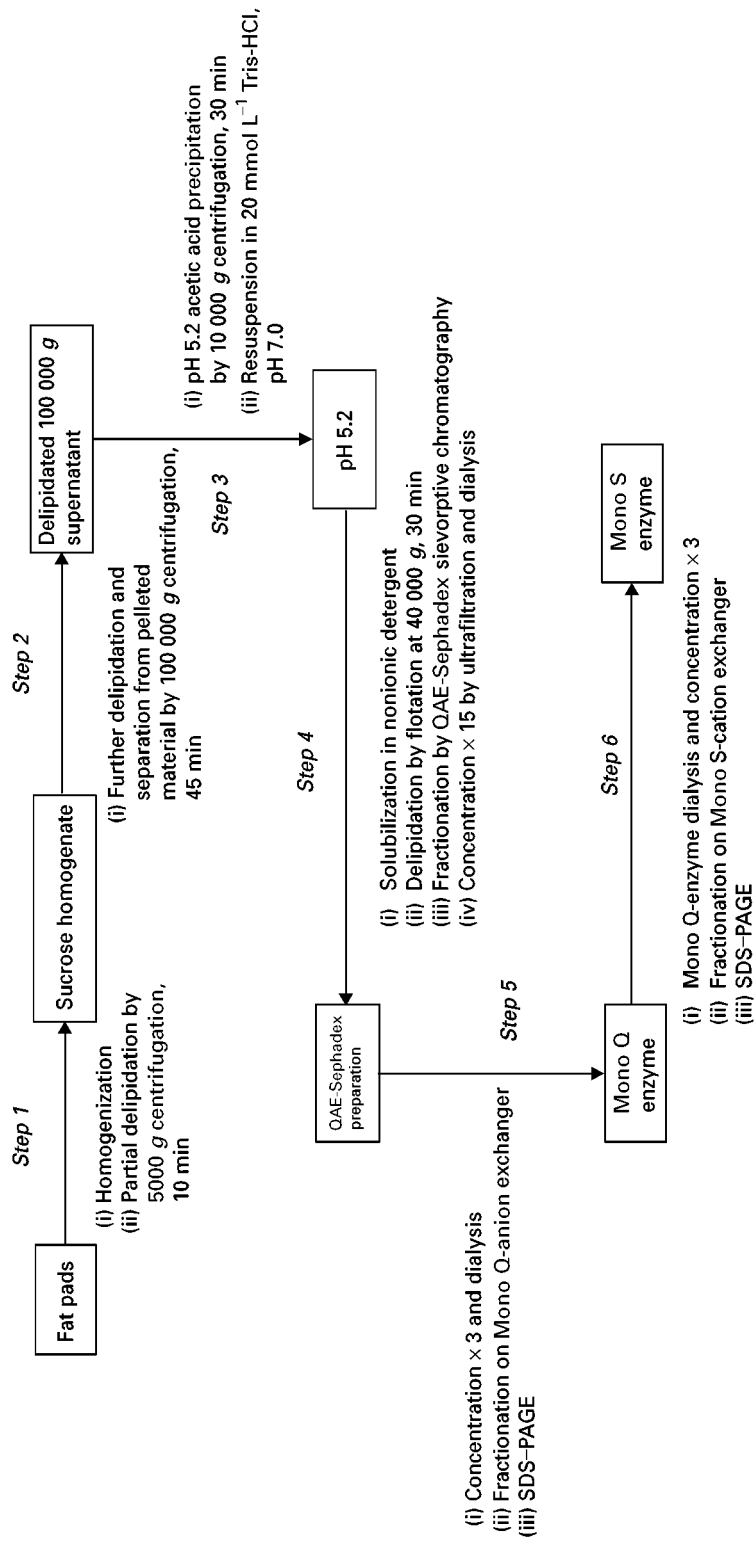 Step 1
Fat pads
(i) Homogenization
(ii) Partial delipidation by
5000 g centrifugation,
10 min
Sucrose homogenate
Step 2
(i) Further delipidation and
separation from pelleted
material by 100 000 g centrifugation,
45 min
Delipidated 100 000 g
supernatant
Step 3
(i) pH 5.2 acetic acid precipitation
by 10 000 g centrifugation, 30 min
(ii) Resuspension in 20 mmol L⁻¹ Tris-HCl,
pH 7.0
pH 5.2
Step 4
(i) Solubilization in nonionic detergent
(ii) Delipidation by flotation at 40 000 g, 30 min
(iii) Fractionation by QAE-Sephadex sievorptive chromatography
(iv) Concentration × 15 by ultrafiltration and dialysis
QAE-Sephadex
preparation
Step 5
(i) Concentration × 3 and dialysis
(ii) Fractionation on Mono Q-anion exchanger
(iii) SDS–PAGE
Mono Q
enzyme
Step 6
(i) Mono Q-enzyme dialysis and concentration × 3
(ii) Fractionation on Mono S-cation exchanger
(iii) SDS–PAGE
Mono S
enzyme